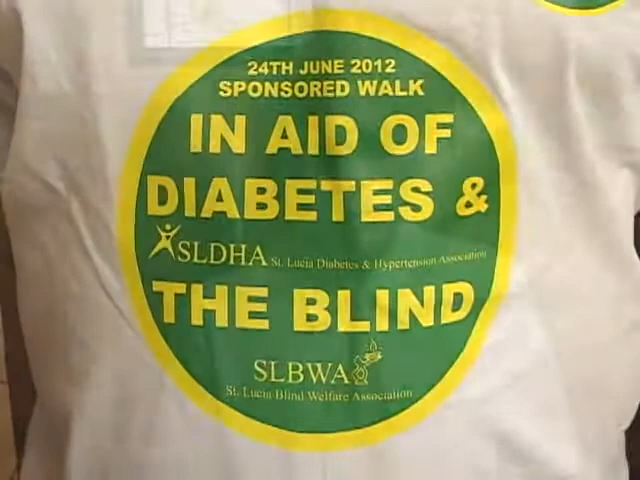 24TH JUNE 2012
SPONSORED WALK
IN AID OF
DIABETES &
SLDHA St. Lucia Diabetes & Hypertension Association
THE BLIND
SLBWA
St. Lucia Blind Welfare Association